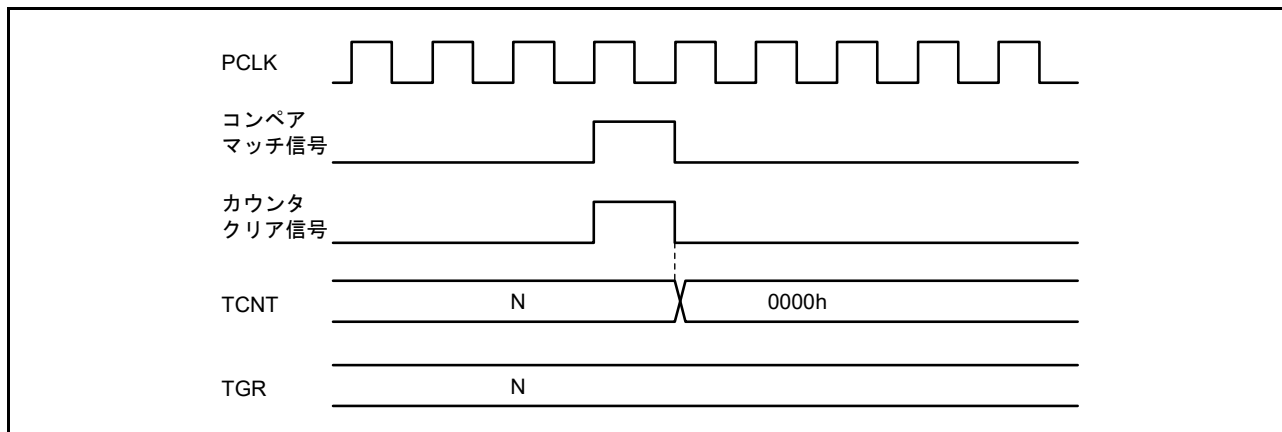 PCLK
コンペア
マッチ信号
カウンタ
クリア信号
TCNT
N
0000h
TGR
N